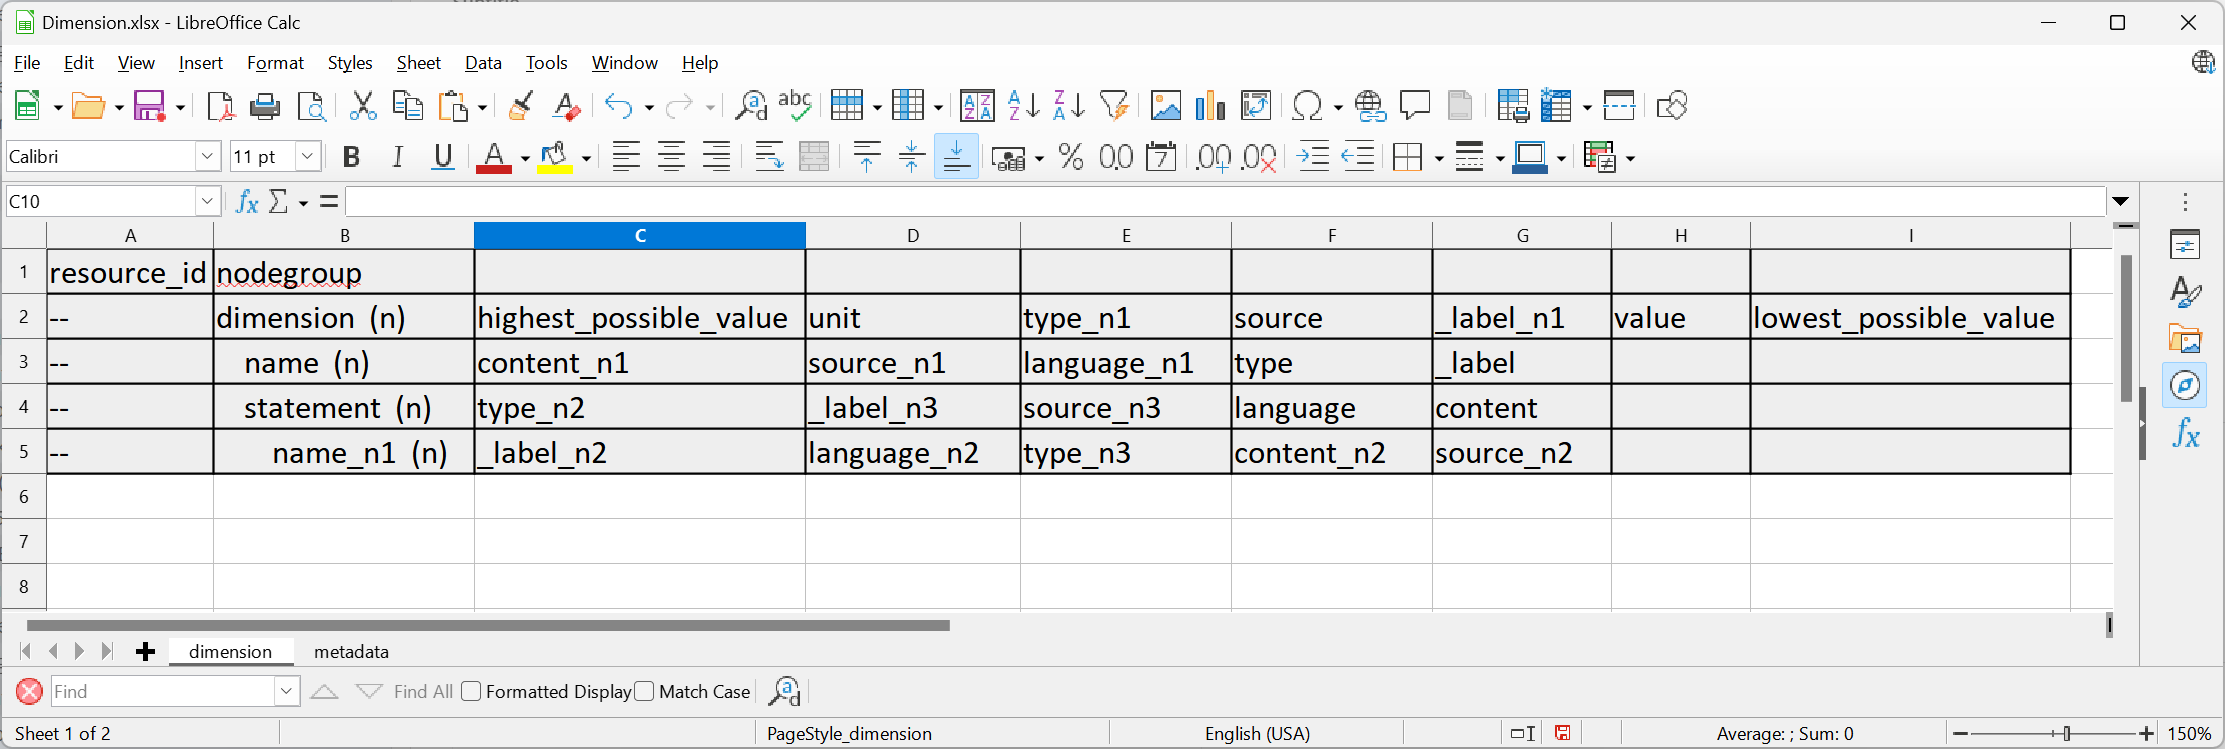 Dimension.xlsx - LibreOffice Calc
File Edit View Insert Format Styles Sheet Data Tools Window Help
Calibri 11 pt
C10
A B C D E F G H I
1 resource_id nodegroup
2 -- dimension (n) highest_possible_value unit type_n1 source _label_n1 value lowest_possible_value
3 -- name (n) content_n1 source_n1 language_n1 type _label
4 -- statement (n) type_n2 _label_n3 source_n3 language content
5 -- name_n1 (n) _label_n2 language_n2 type_n3 content_n2 source_n2
6
7
8
dimension metadata
Find Find All Formatted Display Match Case
Sheet 1 of 2 PageStyle_dimension English (USA) Average: ; Sum: 0 150%